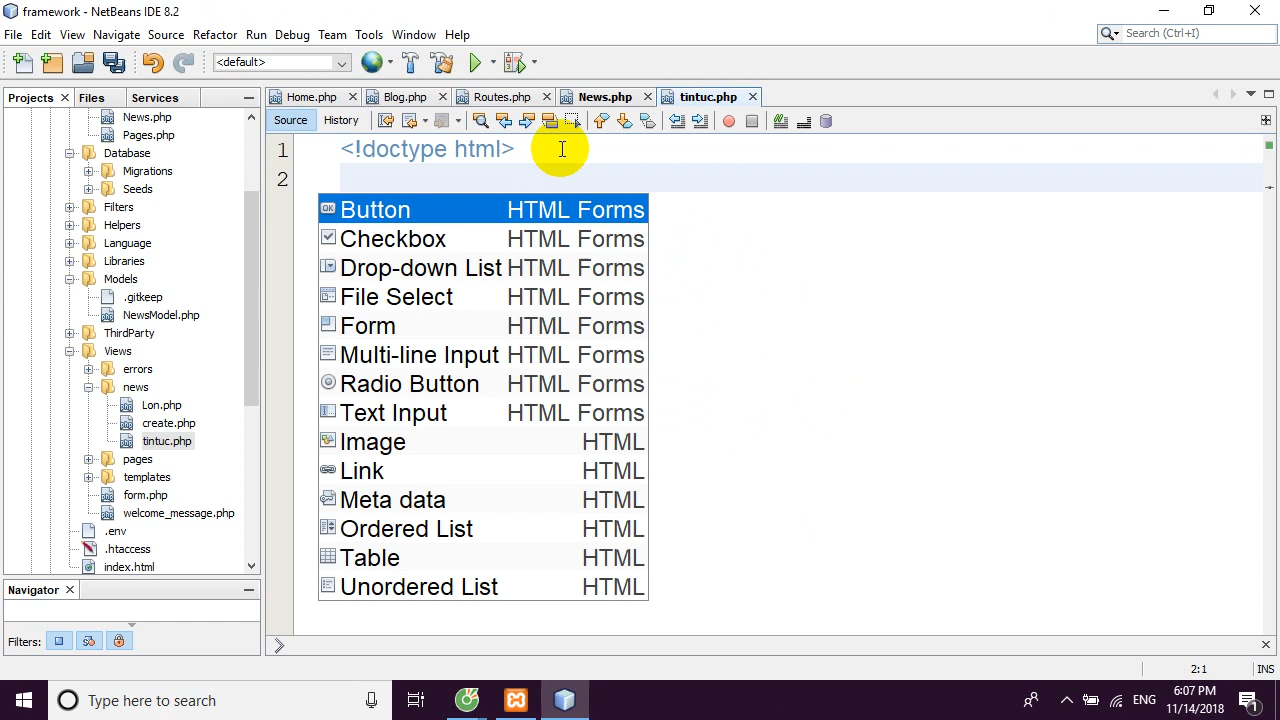 framework - NetBeans IDE 8.2
File Edit View Navigate Source Refactor Run Debug Team Tools Window Help
Search (Ctrl+I)
<default>
Projects Files Services
Home.php Blog.php Routes.php News.php tintuc.php
Source History
News.php
Pages.php
Database
Migrations
Seeds
Filters
Helpers
Language
Libraries
Models
.gitkeep
NewsModel.php
ThirdParty
Views
errors
news
Lon.php
create.php
tintuc.php
pages
templates
form.php
welcome_message.php
.env
.htaccess
index.html
1 <!doctype html>
2
Button HTML Forms
Checkbox HTML Forms
Drop-down List HTML Forms
File Select HTML Forms
Form HTML Forms
Multi-line Input HTML Forms
Radio Button HTML Forms
Text Input HTML Forms
Image HTML
Link HTML
Meta data HTML
Ordered List HTML
Table HTML
Unordered List HTML
Navigator
Filters:
2:1 INS
Type here to search
ENG
6:07 PM
11/14/2018
1